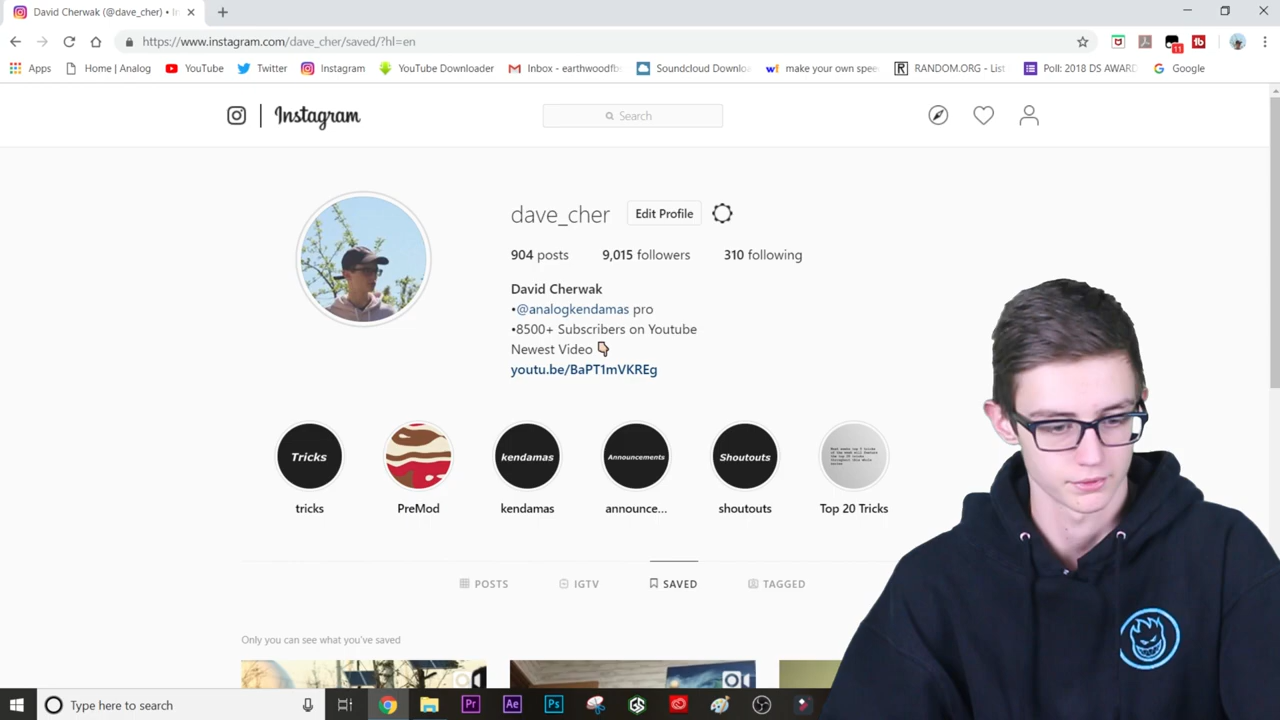 David Cherwak (@dave_cher) • In
https://www.instagram.com/dave_cher/saved/?hl=en
11
Apps
Home | Analog
YouTube
Twitter
Instagram
YouTube Downloader
Inbox - earthwoodfb
Soundcloud Downlo
make your own spee
RANDOM.ORG - List
Poll: 2018 DS AWARD
Google
Instagram
Search
dave_cher
Edit Profile
904 posts
9,015 followers
310 following
David Cherwak
•@analogkendamas pro
•8500+ Subscribers on Youtube
Newest Video
youtu.be/BaPT1mVKREg
Tricks
kendamas
Announcements
Shoutouts
tricks
PreMod
kendamas
announce...
shoutouts
Top 20 Tricks
POSTS
IGTV
SAVED
TAGGED
Only you can see what you've saved
Type here to search
Pr
Ae
Ps